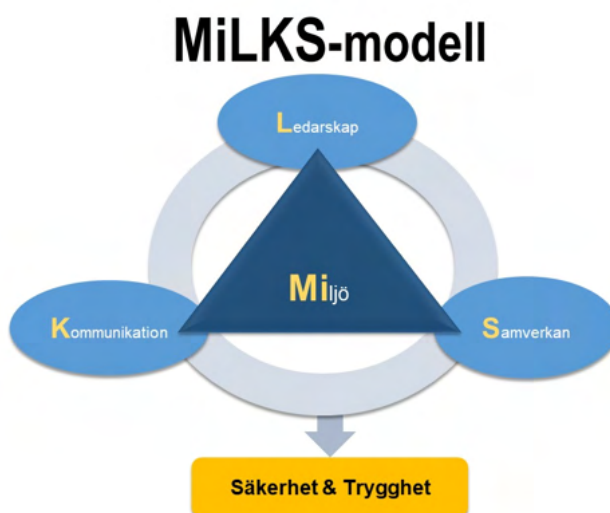 MiLKS-modell
Ledarskap
Miljö
Kommunikation
Samverkan
Säkerhet & Trygghet